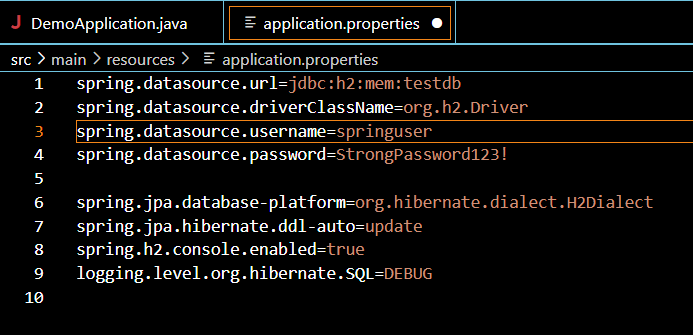 J DemoApplication.java application.properties
src > main > resources > application.properties
1 spring.datasource.url=jdbc:h2:mem:testdb
2 spring.datasource.driverClassName=org.h2.Driver
3 spring.datasource.username=springuser
4 spring.datasource.password=StrongPassword123!
5
6 spring.jpa.database-platform=org.hibernate.dialect.H2Dialect
7 spring.jpa.hibernate.ddl-auto=update
8 spring.h2.console.enabled=true
9 logging.level.org.hibernate.SQL=DEBUG
10